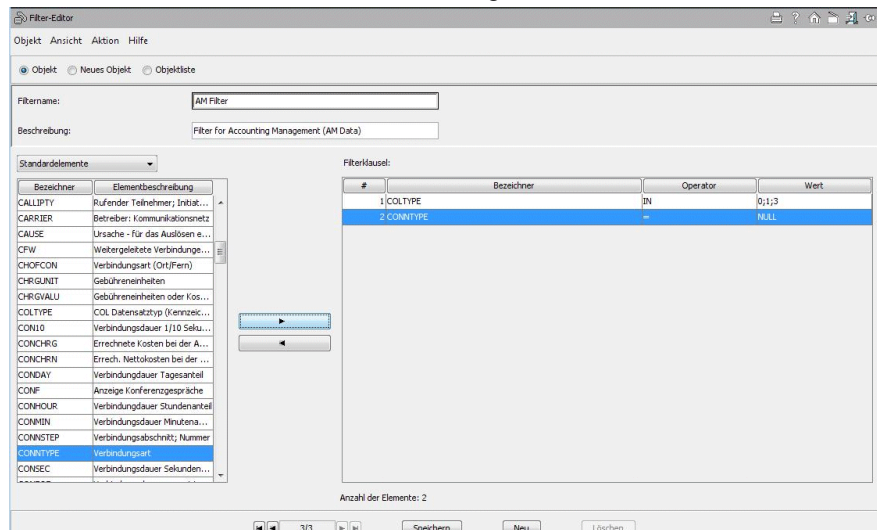 Filter-Editor
Objekt Ansicht Aktion Hilfe
Objekt Neues Objekt Objektliste
Filtername: AM Filter
Beschreibung: Filter for Accounting Management (AM Data)
Standardelemente
Filterklausel:
Bezeichner Elementbeschreibung
# Bezeichner Operator Wert
CALLIPTY Rufender Teilnehmer; Initiat...
1 COLTYPE IN 0;1;3
CARRIER Betreiber: Kommunikationsnetz
2 CONNTYPE = NULL
CAUSE Ursache - für das Auslösen e...
CFW Weitergeleitete Verbindunge...
CHOFCON Verbindungsart (Ort/Fern)
CHRGUNIT Gebühreneinheiten
CHRGVALU Gebühreneinheiten oder Kos...
COLTYPE COL Datensatztyp (Kennzeic...
CON10 Verbindungsdauer 1/10 Seku...
CONCHRG Errechnete Kosten bei der A...
CONCHRN Errech. Nettokosten bei der ...
CONDAY Verbindungdauer Tagesanteil
CONF Anzeige Konferenzgespräche
CONHOUR Verbindungdauer Stundenanteil
CONMIN Verbindungsdauer Minutena...
CONNSTEP Verbindungsabschnitt; Nummer
CONNTYPE Verbindungsart
CONSEC Verbindungsdauer Sekunden...
Anzahl der Elemente: 2
3/3 Speichern Neu Löschen